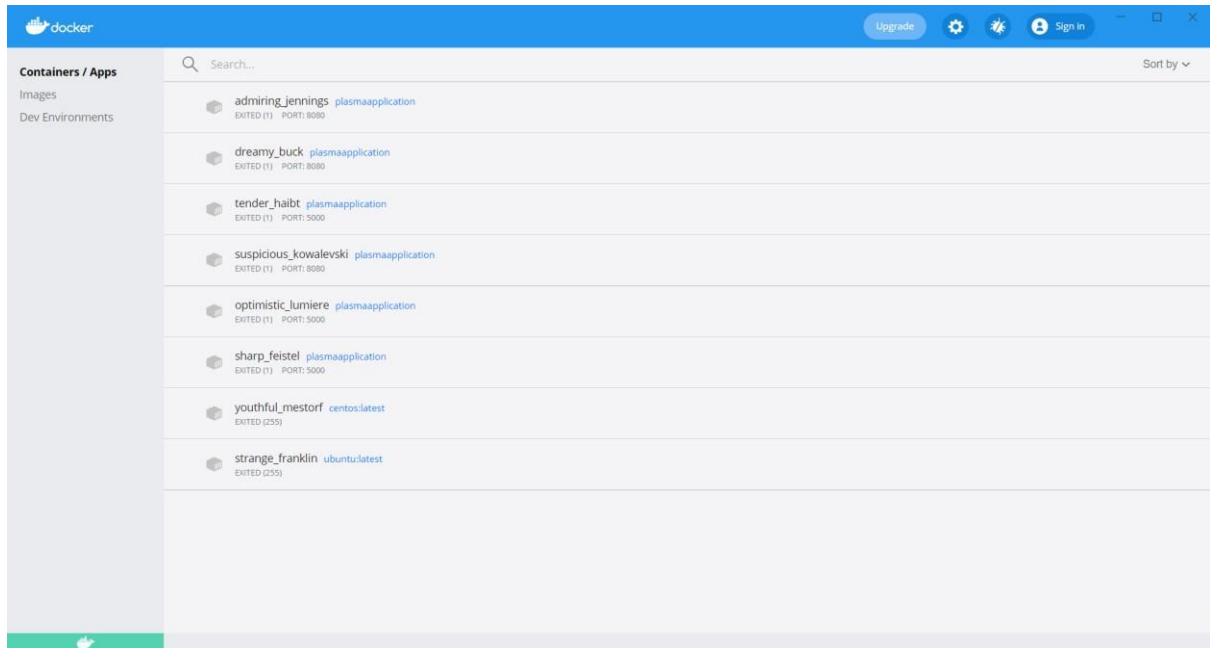 docker
Upgrade
Sign in
Containers / Apps
Images
Dev Environments
Search...
Sort by
admiring_jennings plasmaapplication
EXITED (1) PORT: 8080
dreamy_buck plasmaapplication
EXITED (1) PORT: 8080
tender_haibt plasmaapplication
EXITED (1) PORT: 5000
suspicious_kowalevski plasmaapplication
EXITED (1) PORT: 8080
optimistic_lumiere plasmaapplication
EXITED (1) PORT: 5000
sharp_feistel plasmaapplication
EXITED (1) PORT: 5000
youthful_mestorf centos:latest
EXITED (255)
strange_franklin ubuntu:latest
EXITED (255)